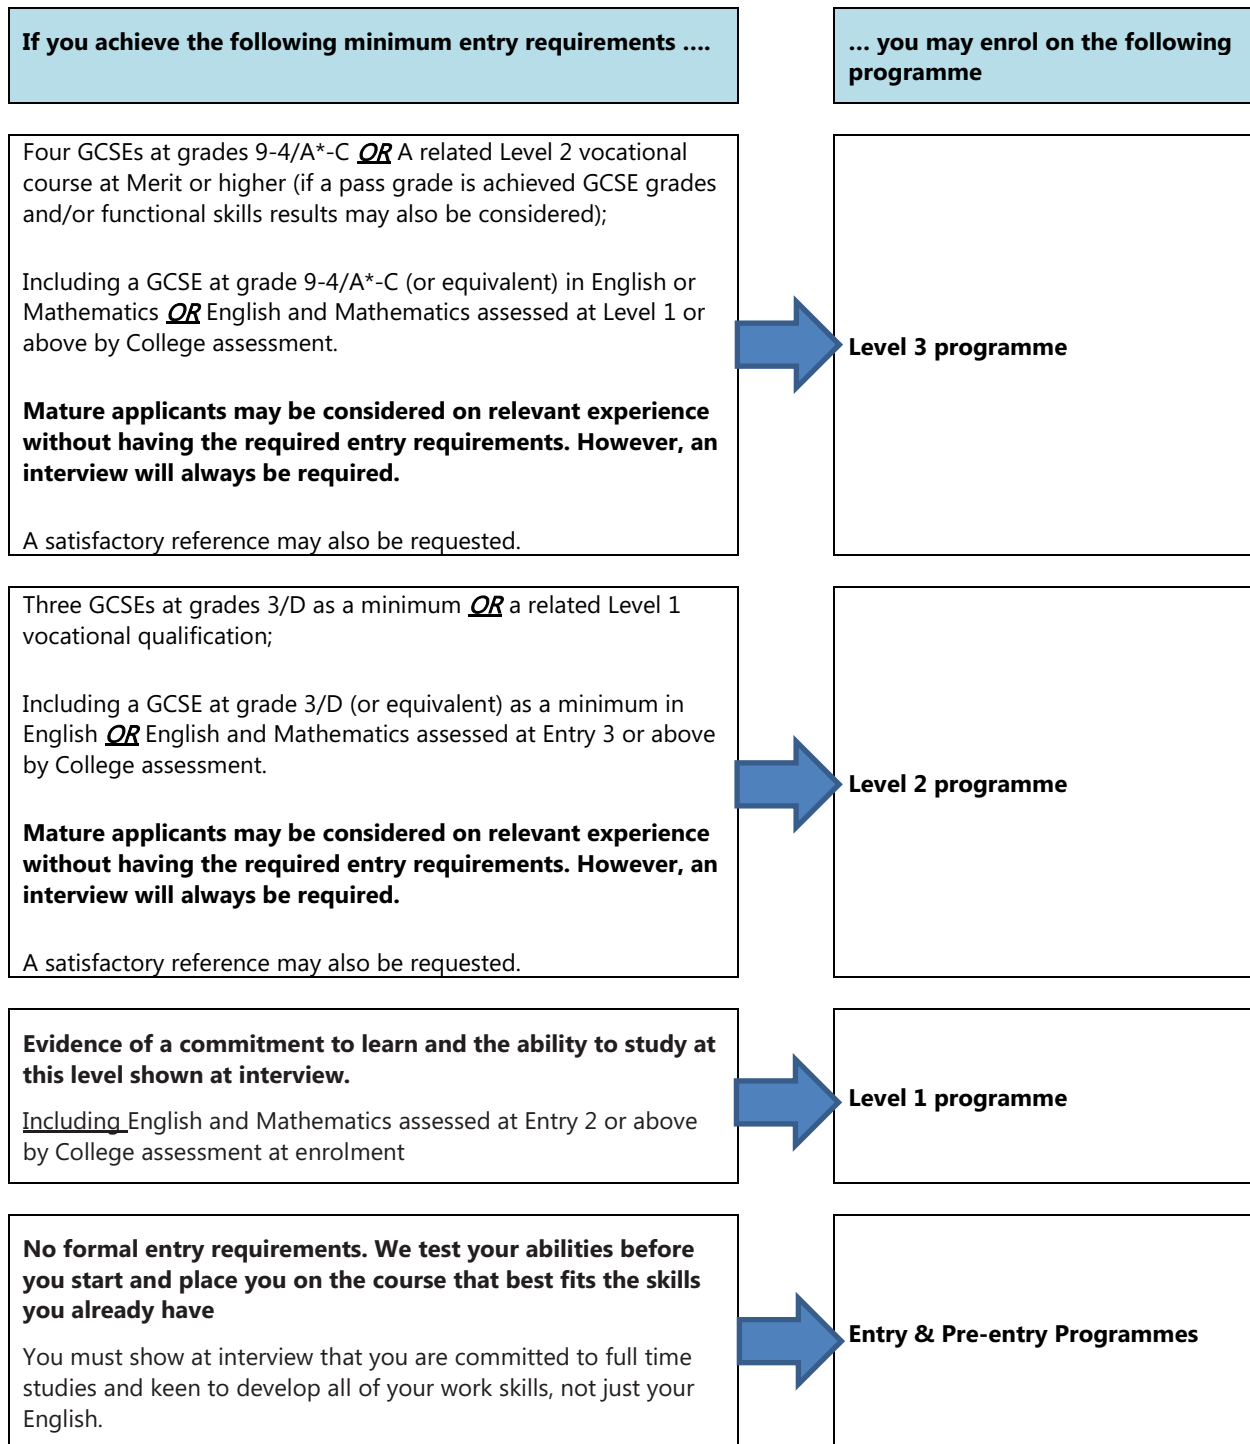 If you achieve the following minimum entry requirements ….
… you may enrol on the following
programme
Four GCSEs at grades 9-4/A*-C OR A related Level 2 vocational
course at Merit or higher (if a pass grade is achieved GCSE grades
and/or functional skills results may also be considered);
Including a GCSE at grade 9-4/A*-C (or equivalent) in English or
Mathematics OR English and Mathematics assessed at Level 1 or
above by College assessment.
Mature applicants may be considered on relevant experience
without having the required entry requirements. However, an
interview will always be required.
A satisfactory reference may also be requested.
Level 3 programme
Three GCSEs at grades 3/D as a minimum OR a related Level 1
vocational qualification;
Including a GCSE at grade 3/D (or equivalent) as a minimum in
English OR English and Mathematics assessed at Entry 3 or above
by College assessment.
Mature applicants may be considered on relevant experience
without having the required entry requirements. However, an
interview will always be required.
A satisfactory reference may also be requested.
Level 2 programme
Evidence of a commitment to learn and the ability to study at
this level shown at interview.
Including English and Mathematics assessed at Entry 2 or above
by College assessment at enrolment
Level 1 programme
No formal entry requirements. We test your abilities before
you start and place you on the course that best fits the skills
you already have
You must show at interview that you are committed to full time
studies and keen to develop all of your work skills, not just your
English.
Entry & Pre-entry Programmes